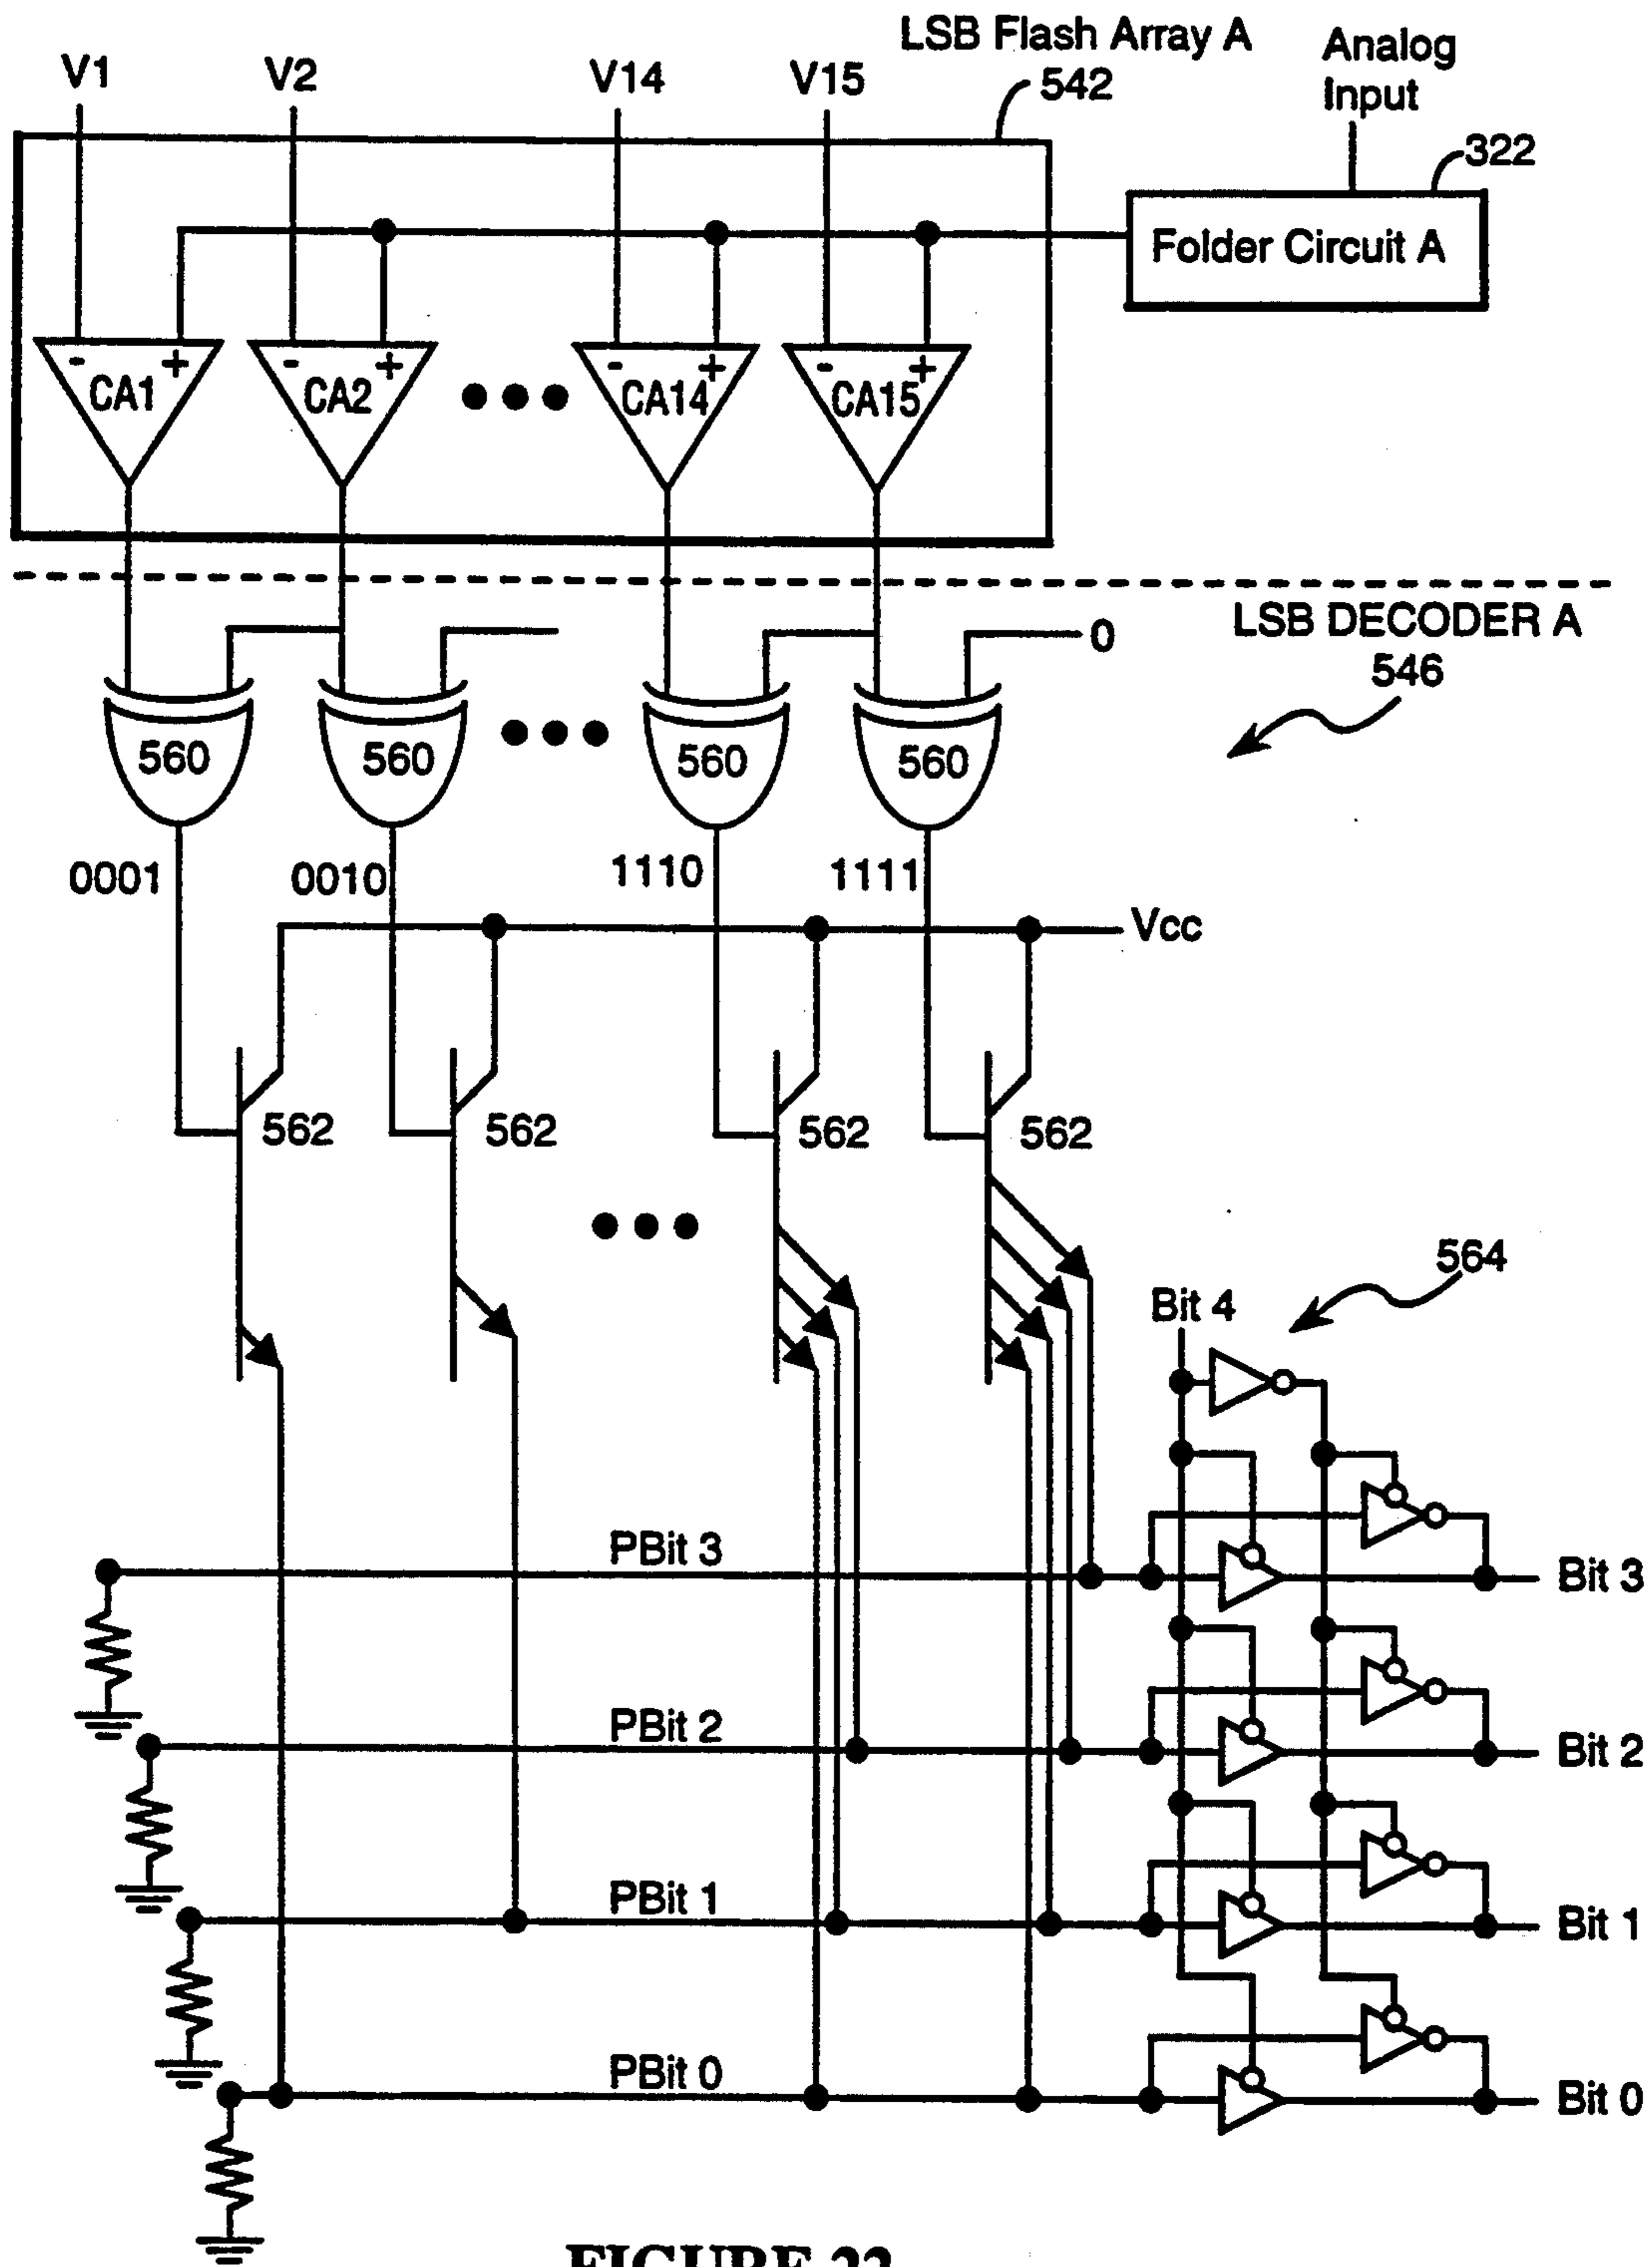 LSB Flash Array A
542
Analog
Input
V1
V2
V14
V15
322
Folder Circuit A
- +
CA1
- +
CA2
- +
CA14
- +
CA15
LSB DECODER A
546
0
560
560
560
560
0001
0010
1110
1111
Vcc
562
562
562
562
564
Bit 4
PBit 3
Bit 3
PBit 2
Bit 2
PBit 1
Bit 1
PBit 0
Bit 0
FIGURE 22